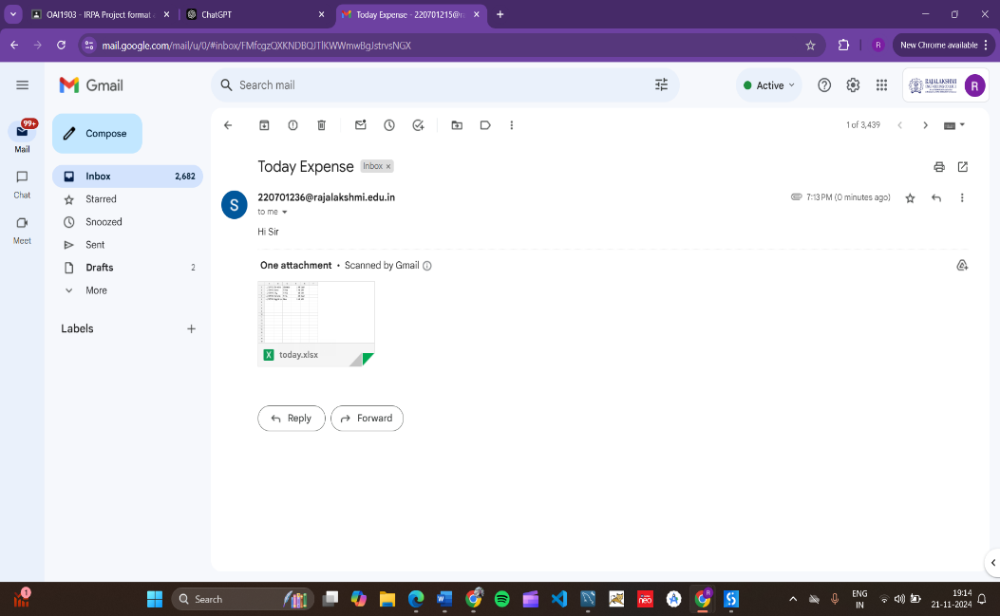 OAI1903 - IRPA Project format
ChatGPT
Today Expense - 220701215@r
mail.google.com/mail/u/0/#inbox/FMfcgzQXKNDBQJTlKWWmwBgJstrvsNGX
R
New Chrome available
Gmail
Search mail
Active
RAJALAKSHMI
R
99+
Mail
Compose
1 of 3,439
Inbox 2,682
Today Expense Inbox ×
Chat
Starred
220701236@rajalakshmi.edu.in
7:13 PM (0 minutes ago)
S
to me
Snoozed
Meet
Hi Sir
Sent
Drafts 2
One attachment • Scanned by Gmail
More
Labels
X today.xlsx
Reply
Forward
1
Search
neo
ENG
IN
19:14
21-11-2024